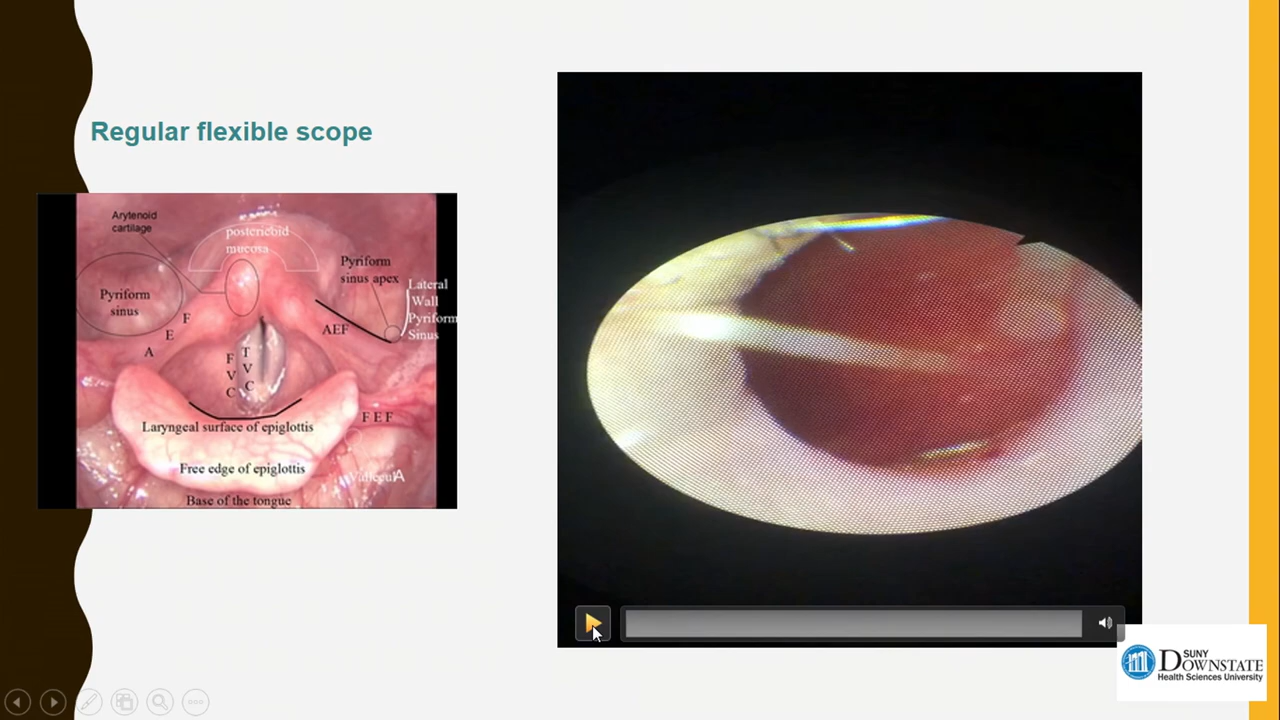 Regular flexible scope
Arytenoid
cartilage
postericoid
mucosa
Pyriform
sinus apex
Pyriform
sinus
Lateral
Wall
Pyriform
Sinus
F
E
A
AEF
F
V
C
T
V
C
F E F
Laryngeal surface of epiglottis
Free edge of epiglottis
ValleculA
Base of the tongue
SUNY
DOWNSTATE
Health Sciences University